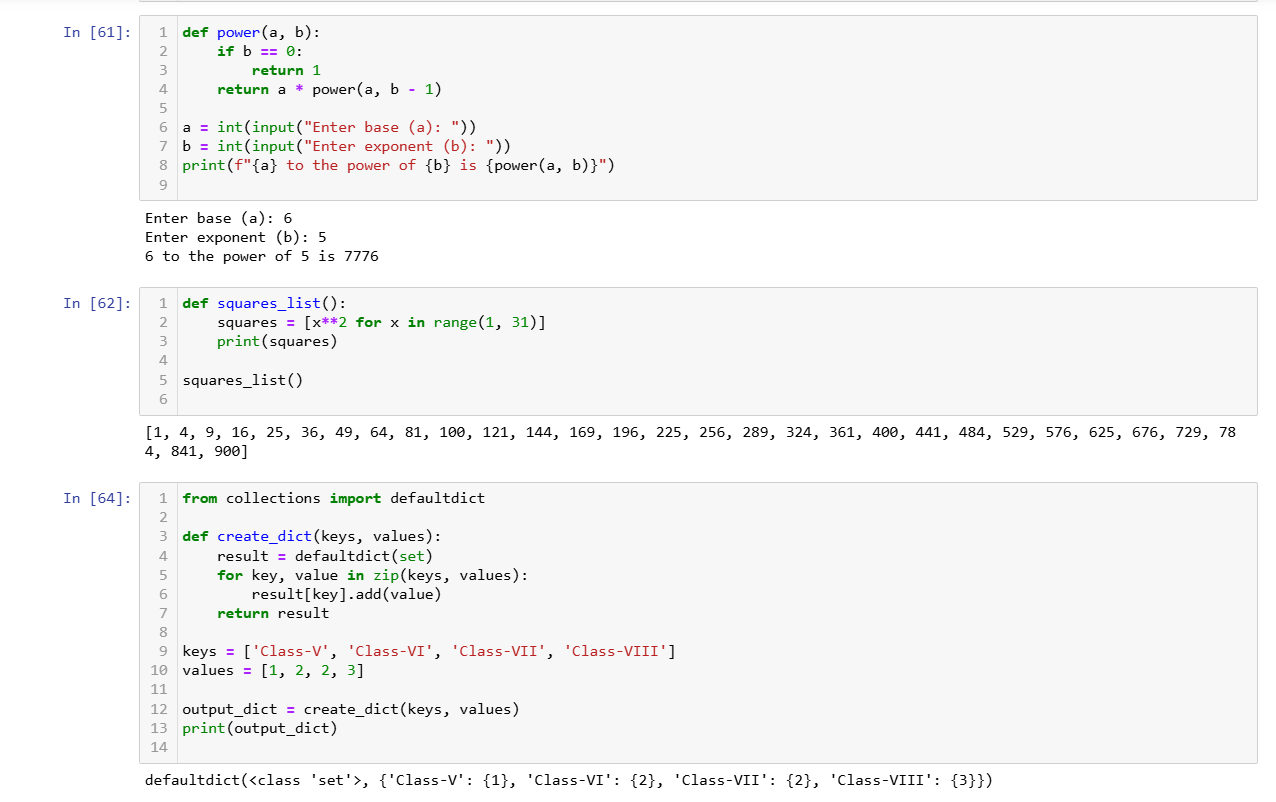 In [61]:
1 def power(a, b):
2     if b == 0:
3         return 1
4     return a * power(a, b - 1)
5
6 a = int(input("Enter base (a): "))
7 b = int(input("Enter exponent (b): "))
8 print(f"{a} to the power of {b} is {power(a, b)}")
9
Enter base (a): 6
Enter exponent (b): 5
6 to the power of 5 is 7776
In [62]:
1 def squares_list():
2     squares = [x**2 for x in range(1, 31)]
3     print(squares)
4
5 squares_list()
6
[1, 4, 9, 16, 25, 36, 49, 64, 81, 100, 121, 144, 169, 196, 225, 256, 289, 324, 361, 400, 441, 484, 529, 576, 625, 676, 729, 78
4, 841, 900]
In [64]:
1 from collections import defaultdict
2
3 def create_dict(keys, values):
4     result = defaultdict(set)
5     for key, value in zip(keys, values):
6         result[key].add(value)
7     return result
8
9 keys = ['Class-V', 'Class-VI', 'Class-VII', 'Class-VIII']
10 values = [1, 2, 2, 3]
11
12 output_dict = create_dict(keys, values)
13 print(output_dict)
14
defaultdict(<class 'set'>, {'Class-V': {1}, 'Class-VI': {2}, 'Class-VII': {2}, 'Class-VIII': {3}})